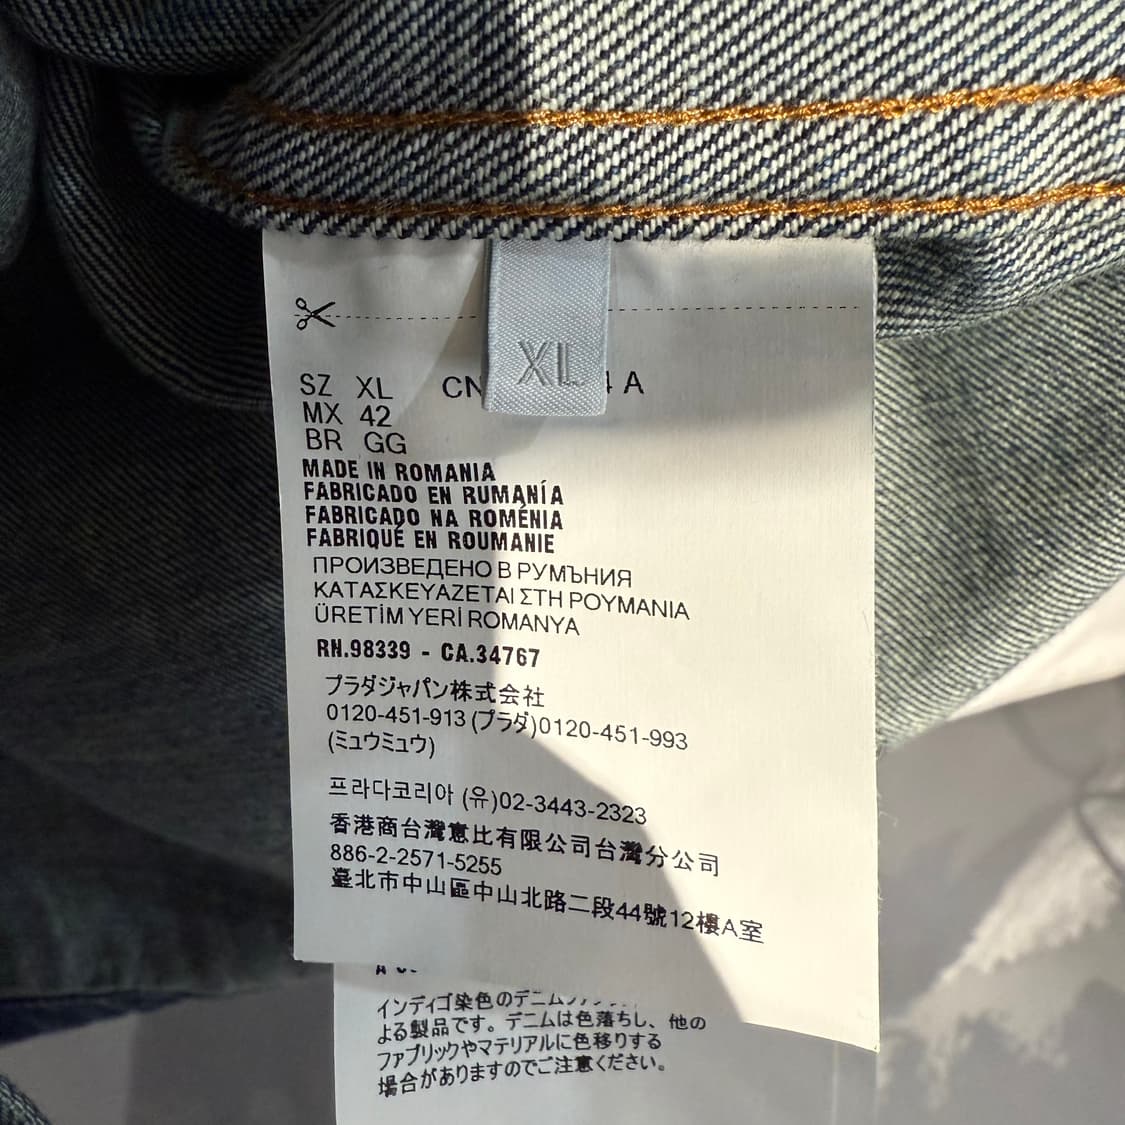 XL
SZ XL CN 4 A
MX 42
BR GG
MADE IN ROMANIA
FABRICADO EN RUMANÍA
FABRICADO NA ROMÉNIA
FABRIQUÉ EN ROUMANIE
ПРОИЗВЕДЕНО В РУМЪНИЯ
ΚΑΤΑΣΚΕΥΑΖΕΤΑΙ ΣΤΗ ΡΟΥΜΑΝΙΑ
ÜRETİM YERİ ROMANYA
RN.98339 - CA.34767
プラダジャパン株式会社
0120-451-913 (プラダ)0120-451-993
(ミュウミュウ)
프라다코리아 (유)02-3443-2323
香港商台灣意比有限公司台灣分公司
886-2-2571-5255
臺北市中山區中山北路二段44號12樓A室
インディゴ染色のデニム
よる製品です。デニムは色落ちし、他の
ファブリックやマテリアルに色移りする
場合がありますのでご注意ください。